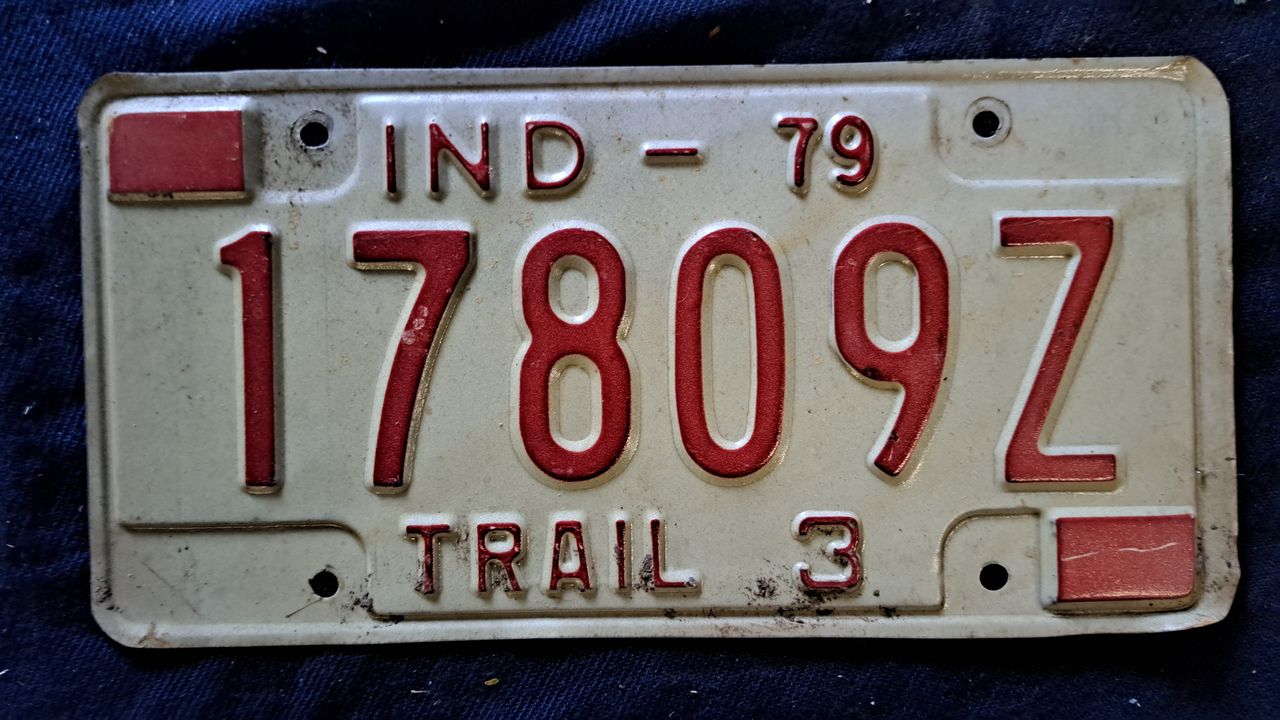 IND - 79
17809Z
TRAIL 3